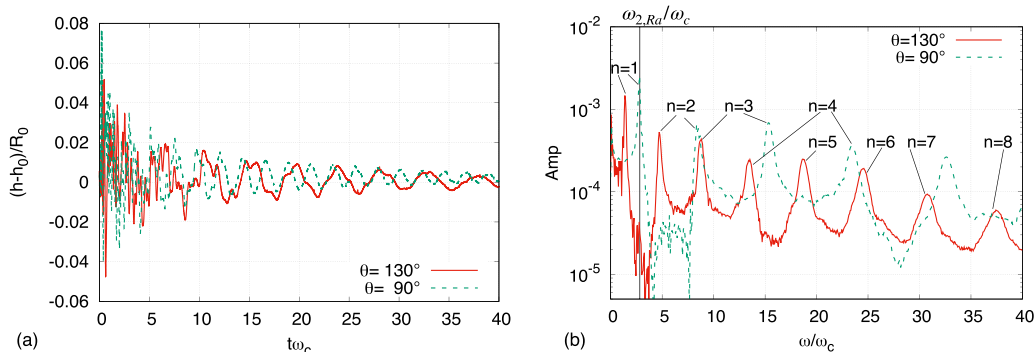 0.08
0.06
0.04
0.02
0
-0.02
-0.04
-0.06
(h-h₀)/R₀
0 5 10 15 20 25 30 35 40
tω_c
θ= 130°
θ= 90°
(a)
ω₂,Ra/ω_c
10⁻²
10⁻³
10⁻⁴
10⁻⁵
Amp
θ=130°
θ= 90°
n=1
n=2
n=3
n=4
n=5
n=6
n=7
n=8
0 5 10 15 20 25 30 35 40
ω/ω_c
(b)